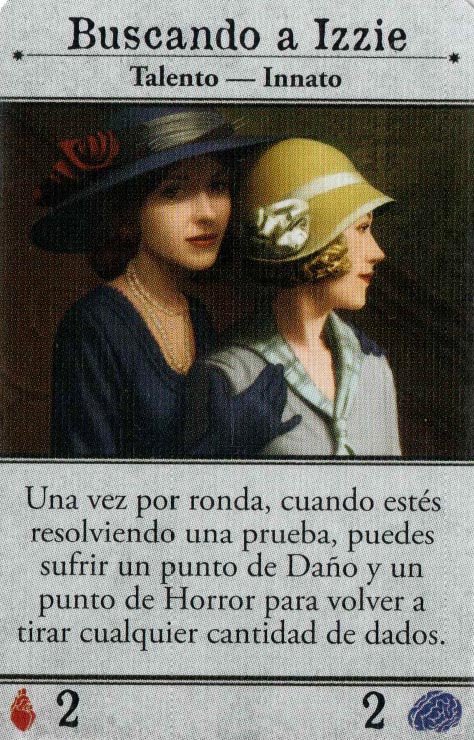 Buscando a Izzie
Talento — Innato
Una vez por ronda, cuando estés
resolviendo una prueba, puedes
sufrir un punto de Daño y un
punto de Horror para volver a
tirar cualquier cantidad de dados.
2 2